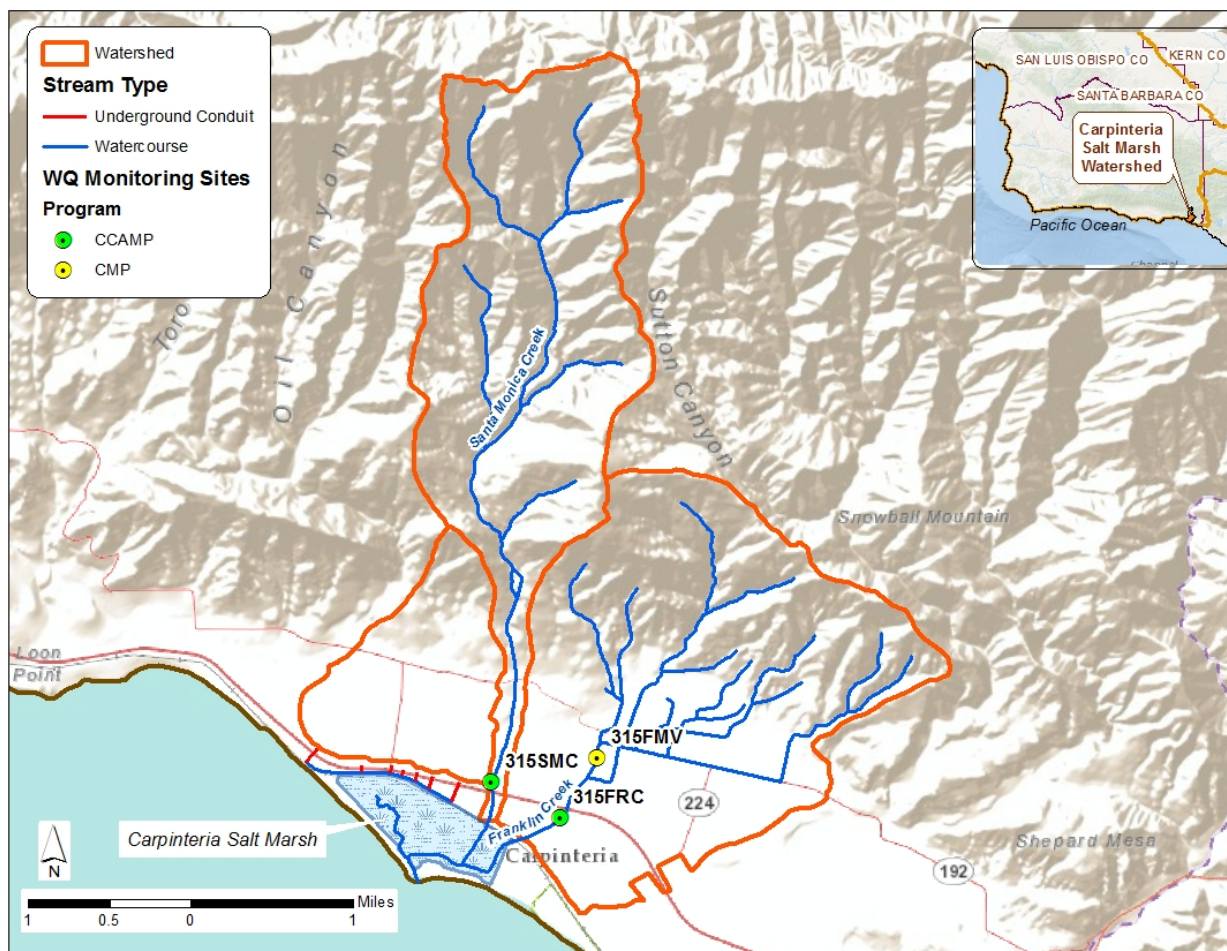 Watershed
Stream Type
Underground Conduit
Watercourse
WQ Monitoring Sites
Program
CCAMP
CMP
SAN LUIS OBISPO CO
KERN CO
SANTA BARBARA CO
Carpinteria
Salt Marsh
Watershed
Pacific Ocean
Toro
Oil Canyon
Canyon
Santa Monica Creek
Sutton Canyon
Snowball Mountain
Loon
Point
315SMC
315FMV
315FRC
Franklin Creek
224
Carpinteria Salt Marsh
Carpinteria
Shepard Mesa
192
N
Miles
1
0.5
0
1